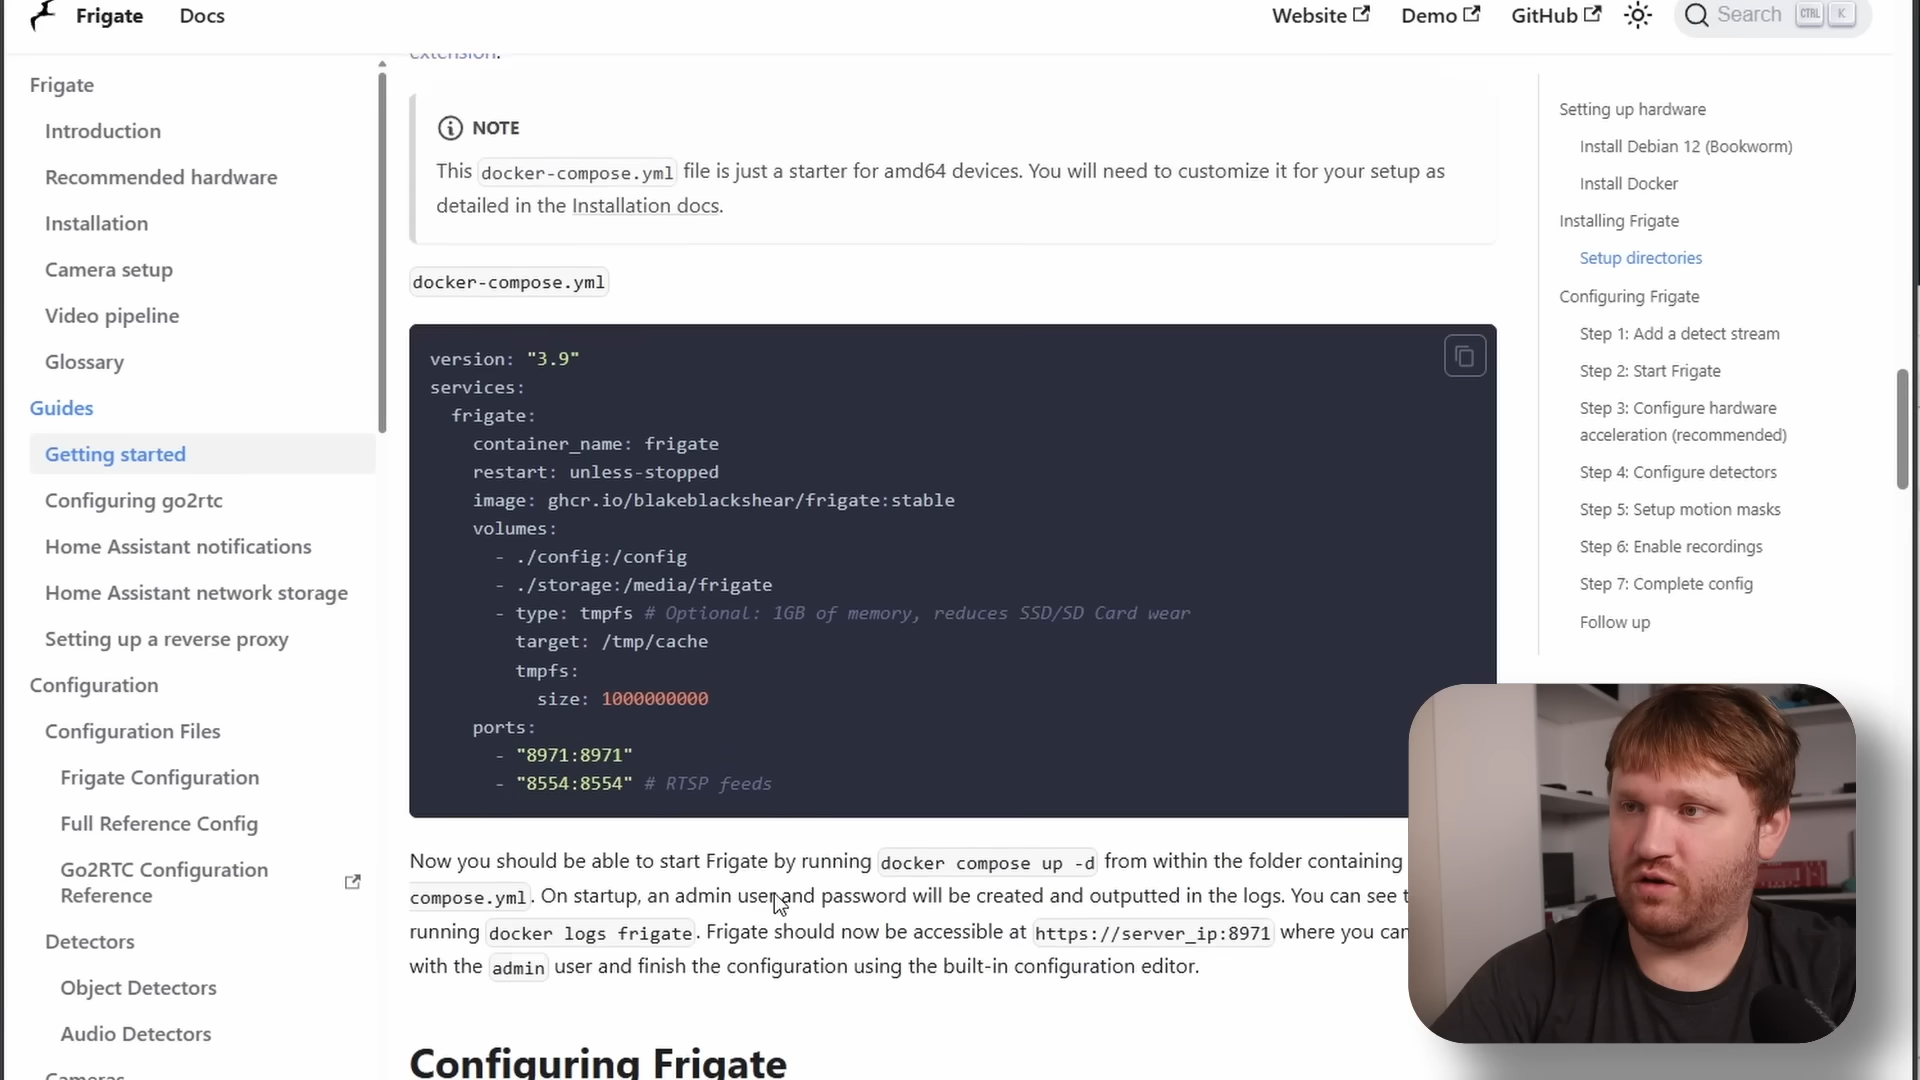 Frigate
Docs
Website
Demo
GitHub
Search
CTRL
K
Frigate
Introduction
Recommended hardware
Installation
Camera setup
Video pipeline
Glossary
Guides
Getting started
Configuring go2rtc
Home Assistant notifications
Home Assistant network storage
Setting up a reverse proxy
Configuration
Configuration Files
Frigate Configuration
Full Reference Config
Go2RTC Configuration
Reference
Detectors
Object Detectors
Audio Detectors
Cameras
extension.
NOTE
This docker-compose.yml file is just a starter for amd64 devices. You will need to customize it for your setup as
detailed in the Installation docs.
docker-compose.yml
version: "3.9"
services:
frigate:
container_name: frigate
restart: unless-stopped
image: ghcr.io/blakeblackshear/frigate:stable
volumes:
- ./config:/config
- ./storage:/media/frigate
- type: tmpfs # Optional: 1GB of memory, reduces SSD/SD Card wear
target: /tmp/cache
tmpfs:
size: 1000000000
ports:
- "8971:8971"
- "8554:8554" # RTSP feeds
Now you should be able to start Frigate by running docker compose up -d from within the folder containing
compose.yml. On startup, an admin user and password will be created and outputted in the logs. You can see
running docker logs frigate. Frigate should now be accessible at https://server_ip:8971 where you can
with the admin user and finish the configuration using the built-in configuration editor.
Configuring Frigate
Setting up hardware
Install Debian 12 (Bookworm)
Install Docker
Installing Frigate
Setup directories
Configuring Frigate
Step 1: Add a detect stream
Step 2: Start Frigate
Step 3: Configure hardware
acceleration (recommended)
Step 4: Configure detectors
Step 5: Setup motion masks
Step 6: Enable recordings
Step 7: Complete config
Follow up